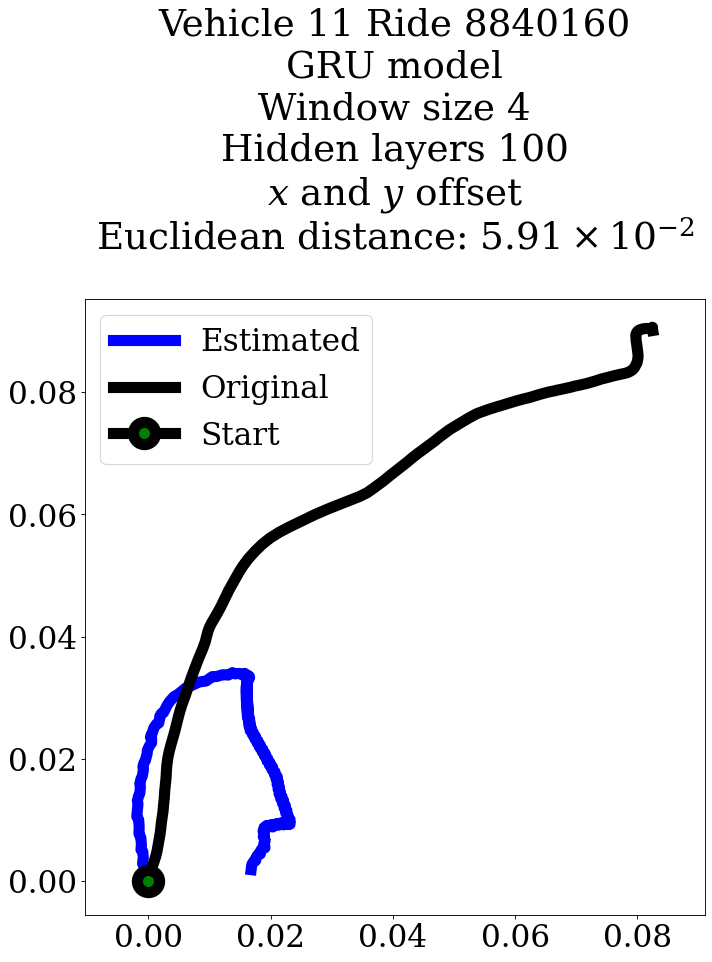 Vehicle 11 Ride 8840160
GRU model
Window size 4
Hidden layers 100
x and y offset
Euclidean distance: 5.91 × 10⁻²
Estimated
Original
Start
0.08
0.06
0.04
0.02
0.00
0.00 0.02 0.04 0.06 0.08